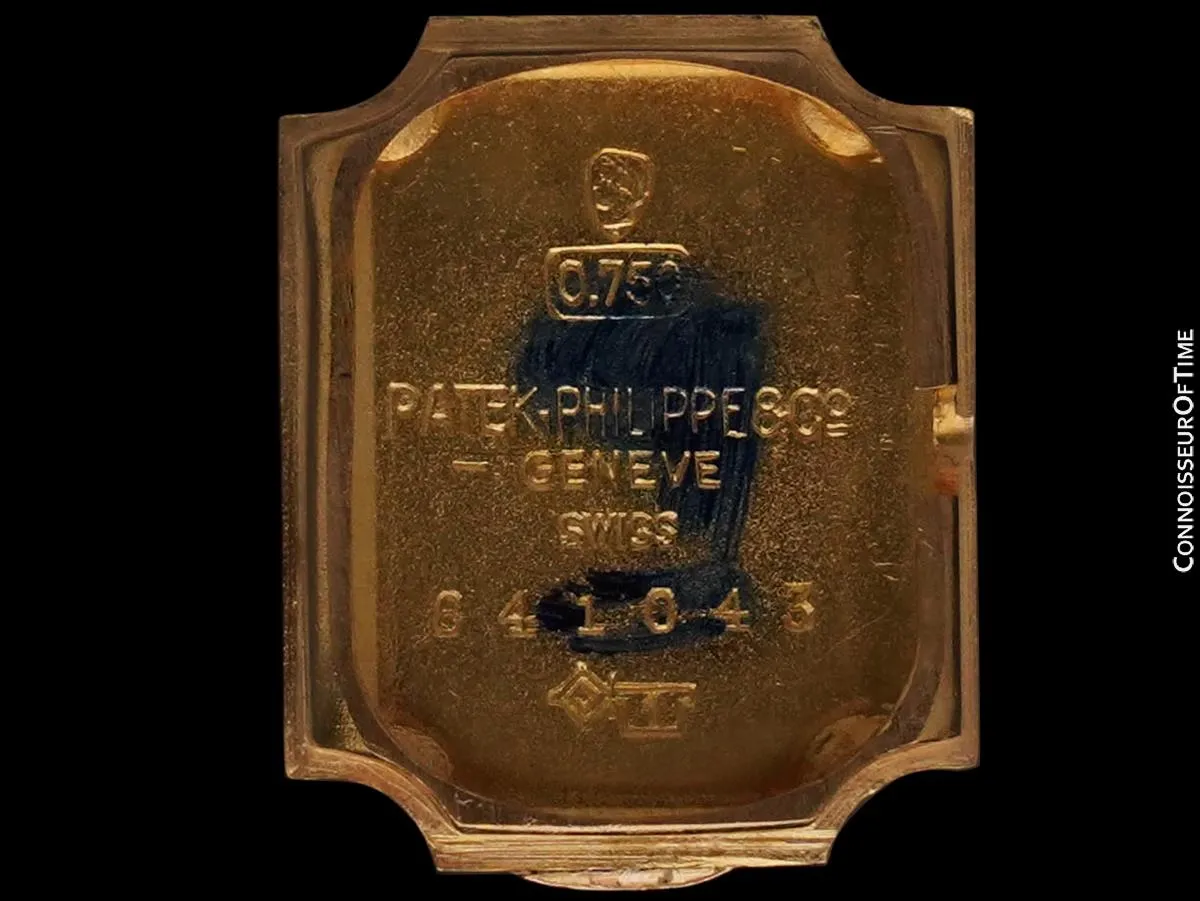 0.750
PATEK-PHILIPPE & Cº
— GENEVE
SWISS
641043
CONNOISSEUROFTIME